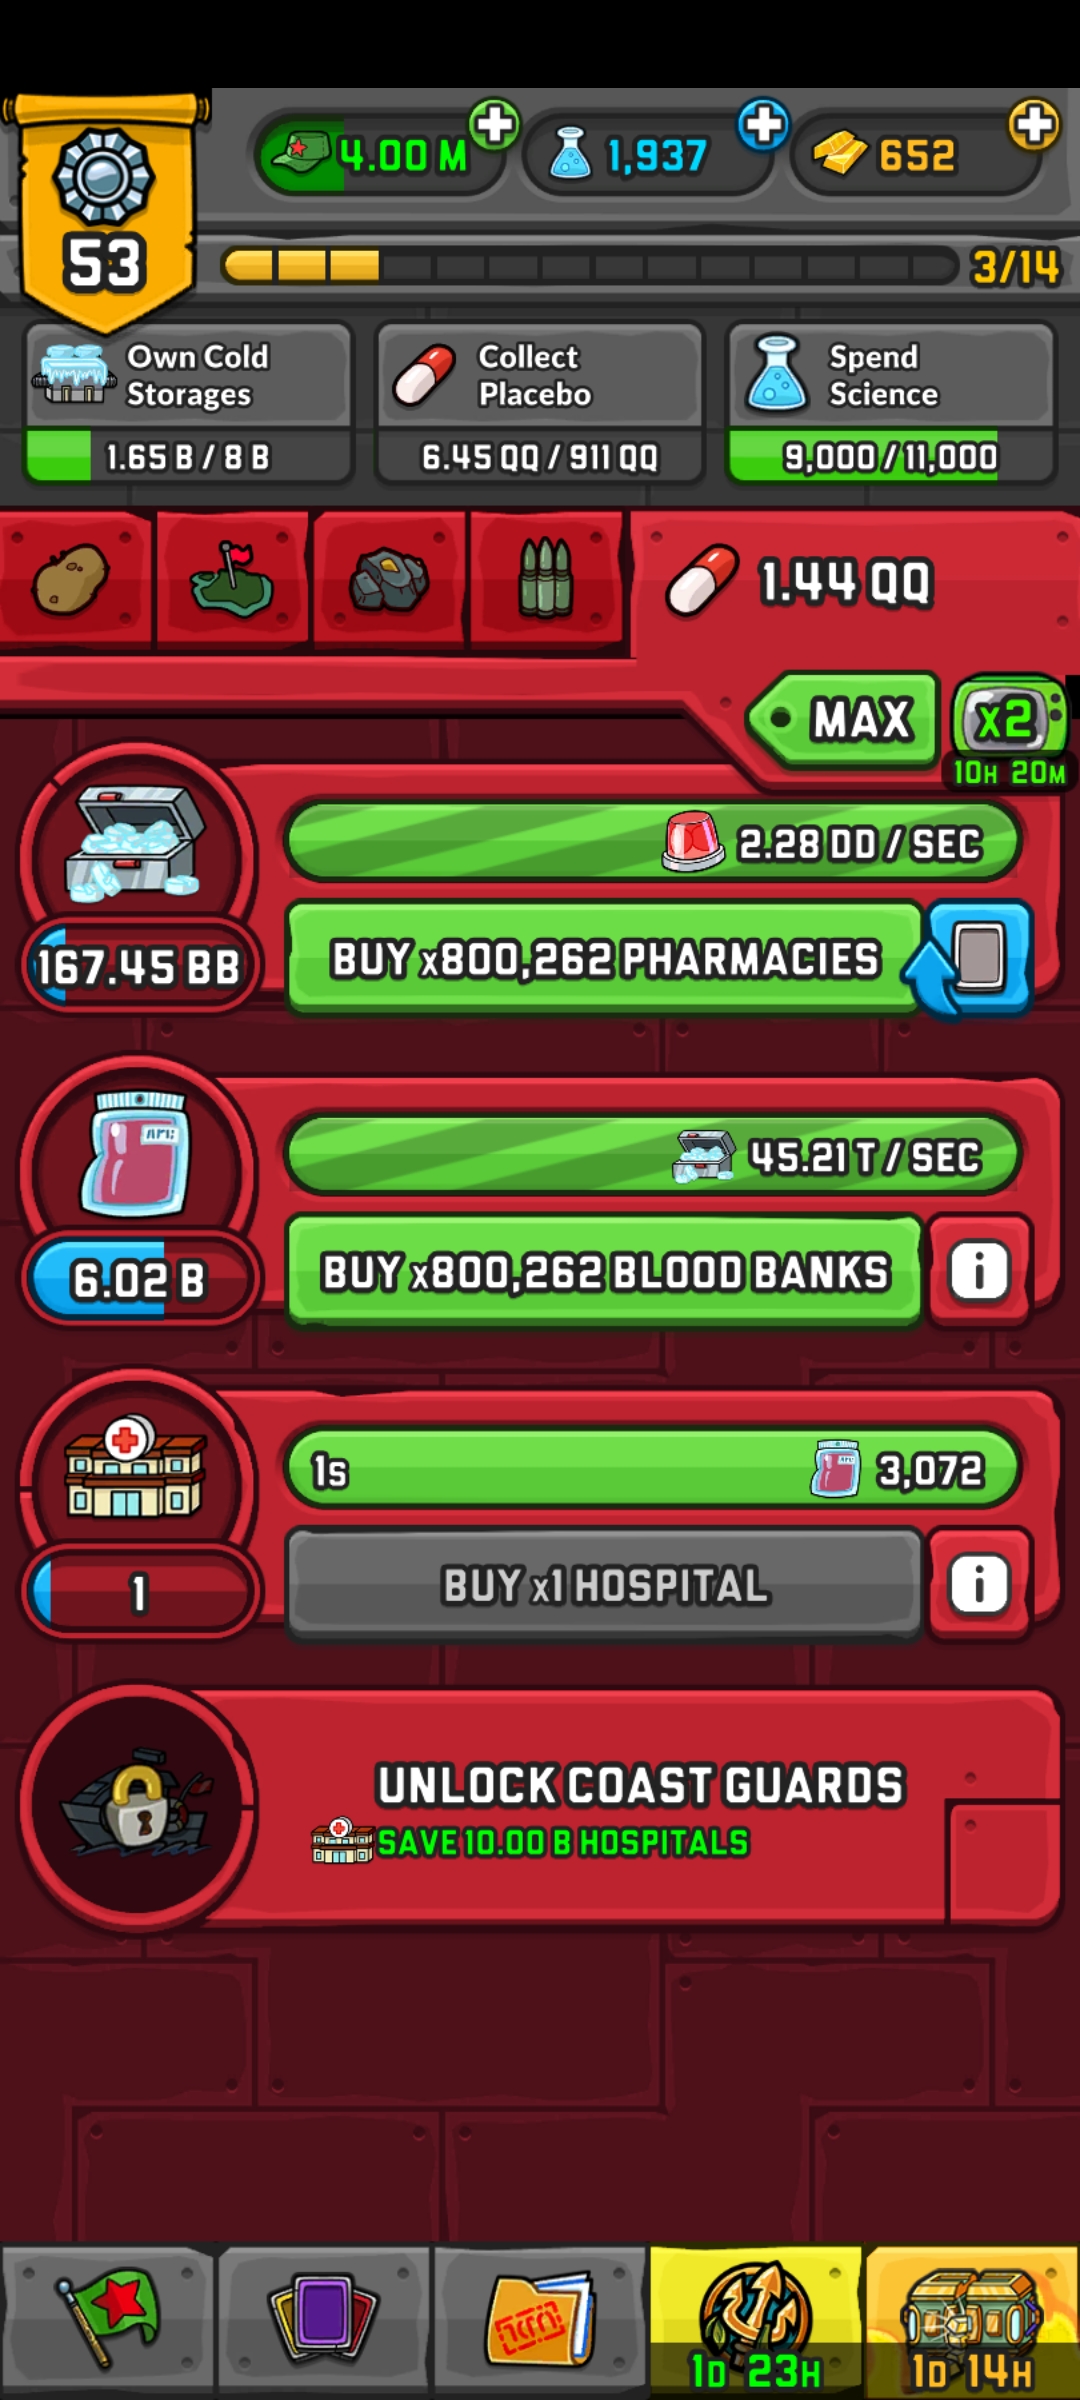 4.00 M
1,937
652
53
3/14
Own Cold
Storages
1.65 B / 8 B
Collect
Placebo
6.45 QQ / 911 QQ
Spend
Science
9,000 / 11,000
1.44 QQ
MAX
x2
10H 20M
2.28 DD / SEC
167.45 BB
BUY x800,262 PHARMACIES
45.21 T / SEC
6.02 B
BUY x800,262 BLOOD BANKS
i
1s
3,072
1
BUY x1 HOSPITAL
i
UNLOCK COAST GUARDS
SAVE 10.00 B HOSPITALS
1D 23H
1D 14H